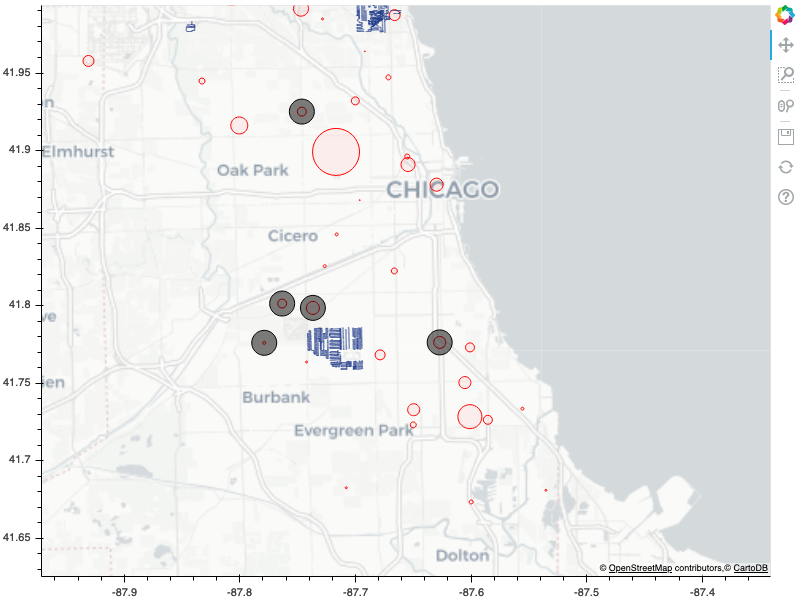 41.95
41.9
41.85
41.8
41.75
41.7
41.65
n
Elmhurst
Oak Park
CHICAGO
Cicero
ve
en
Burbank
Evergreen Park
Dolton
© OpenStreetMap contributors,© CartoDB
-87.9 -87.8 -87.7 -87.6 -87.5 -87.4